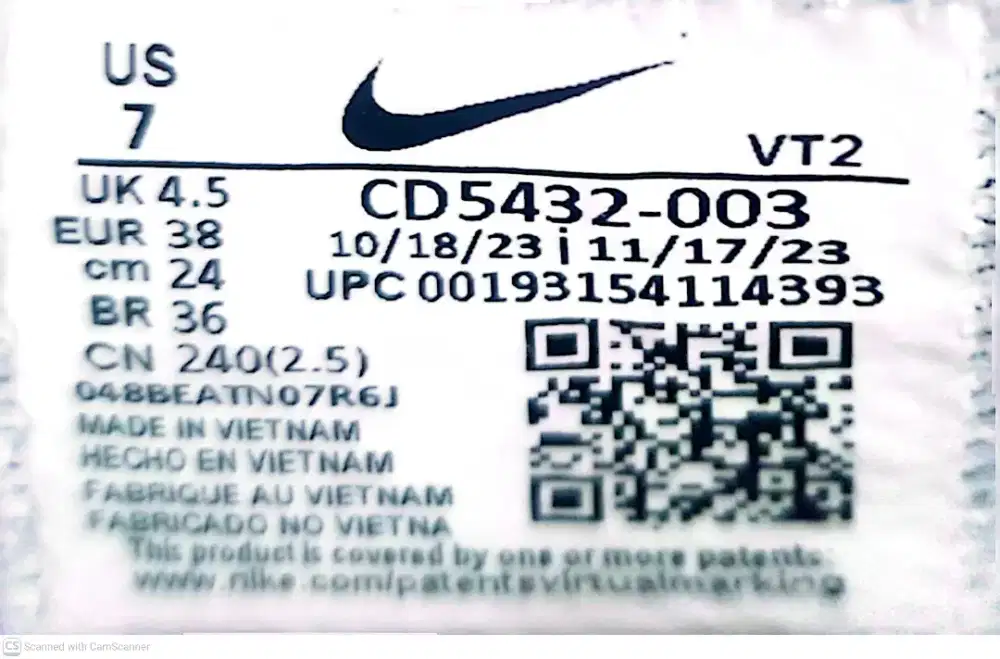 US
7
VT2
UK 4.5
EUR 38
cm 24
BR 36
CN 240(2.5)
CD5432-003
10/18/23 i 11/17/23
UPC 00193154114393
048BEATN07R6J
MADE IN VIETNAM
HECHO EN VIETNAM
FABRIQUE AU VIETNAM
FABRICADO NO VIETNA
This product is covered by one or more patents:
www.nike.com/patentsvirtualmarking
CS Scanned with CamScanner